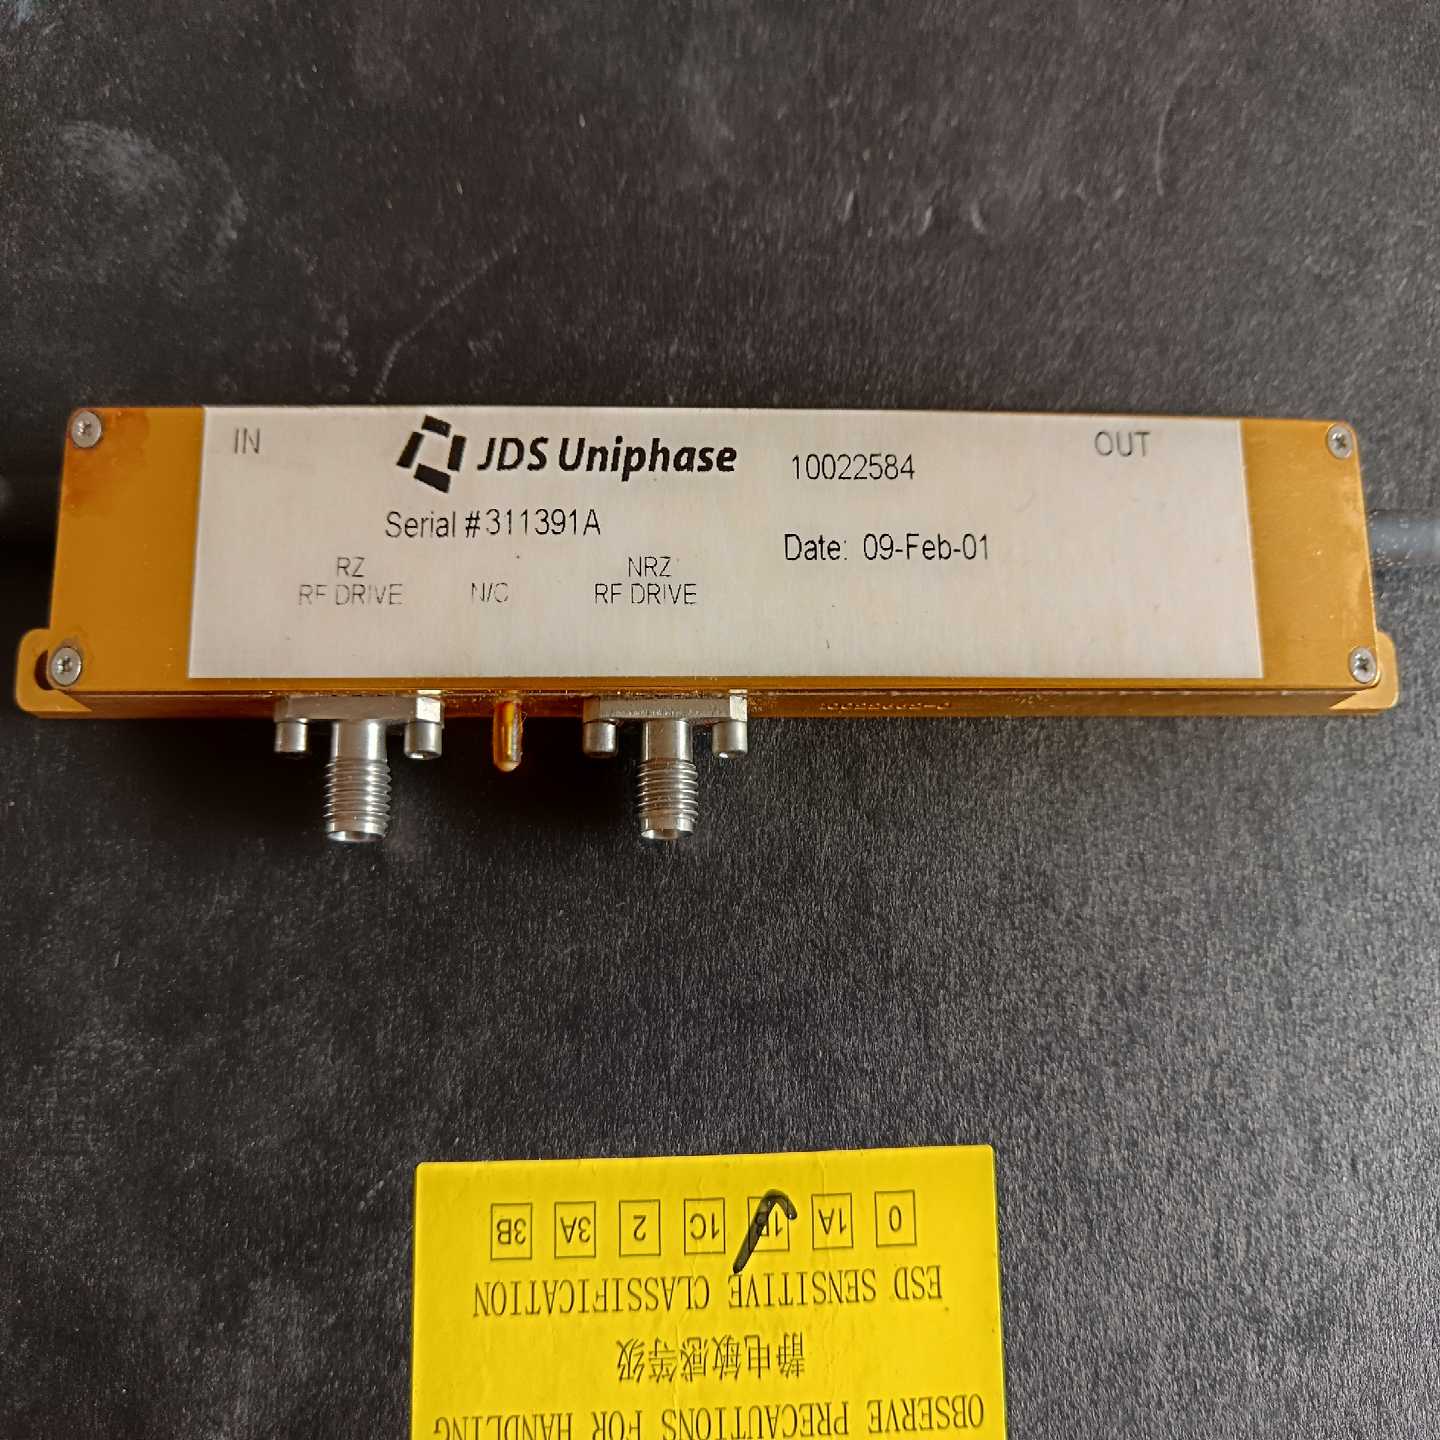 IN
JDS Uniphase
10022584
OUT
Serial #311391A
Date: 09-Feb-01
RZ
RF DRIVE
N/C
NRZ
RF DRIVE
OBSERVE PRECAUTIONS FOR HANDLING
静电敏感等级
ESD SENSITIVE CLASSIFICATION
0 1A 1B 1C 2 3A 3B